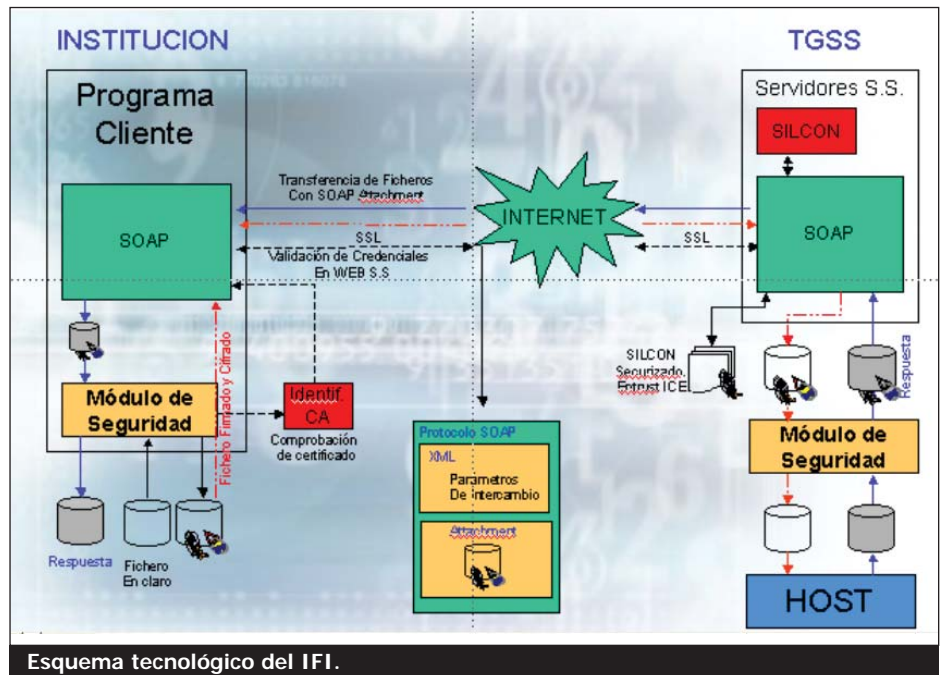 INSTITUCION
TGSS
Programa
Cliente
Servidores S.S.
SILCON
Transferencia de Ficheros
Con SOAP Attachment
INTERNET
SOAP
SSL
SSL
SOAP
Validación de Credenciales
En WEB S.S
Fichero Firmado y Cifrado
SILCON
Securizado.
Entrust ICE
Respuesta
Módulo de
Seguridad
Identif.
CA
Comprobación
de certificado
Protocolo SOAP
XML
Parametros
De Intercambio
Attachment
Módulo de
Seguridad
Respuesta
Fichero
En claro
HOST
Esquema tecnológico del IFI.